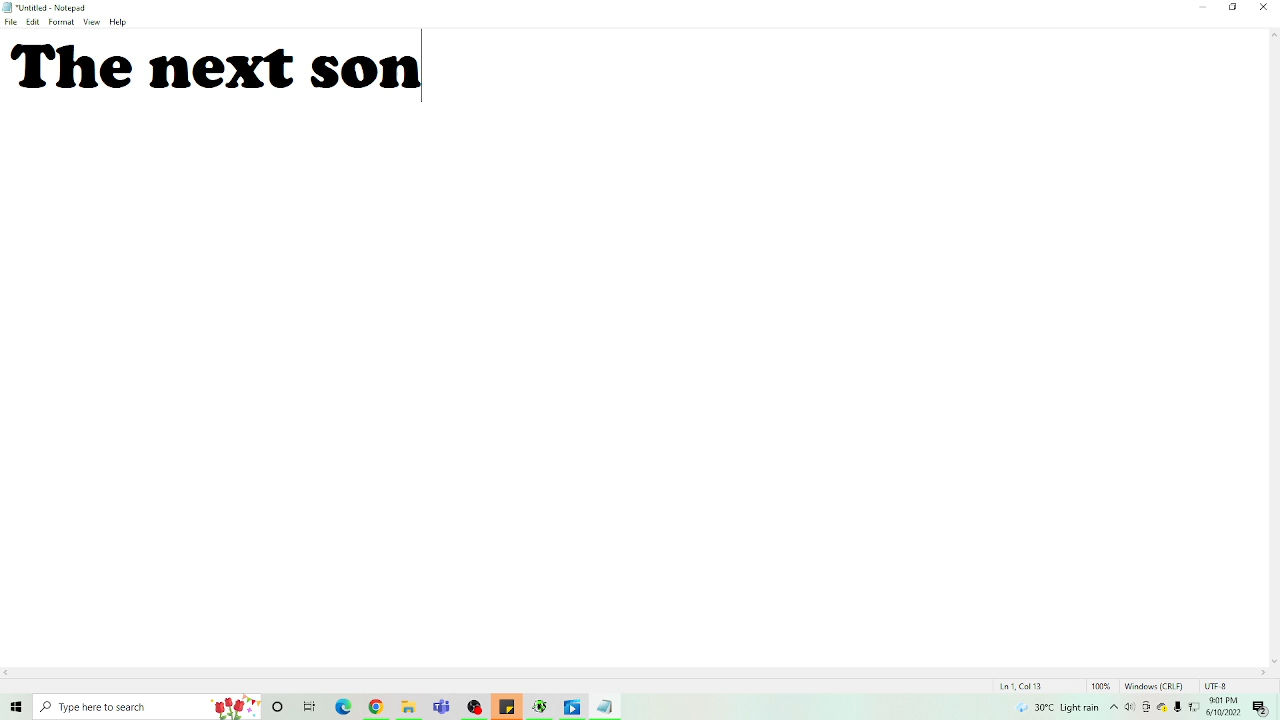 *Untitled - Notepad
File Edit Format View Help
The next son
Ln 1, Col 13 100% Windows (CRLF) UTF-8
Type here to search
Light rain
9:01 PM
6/10/2022